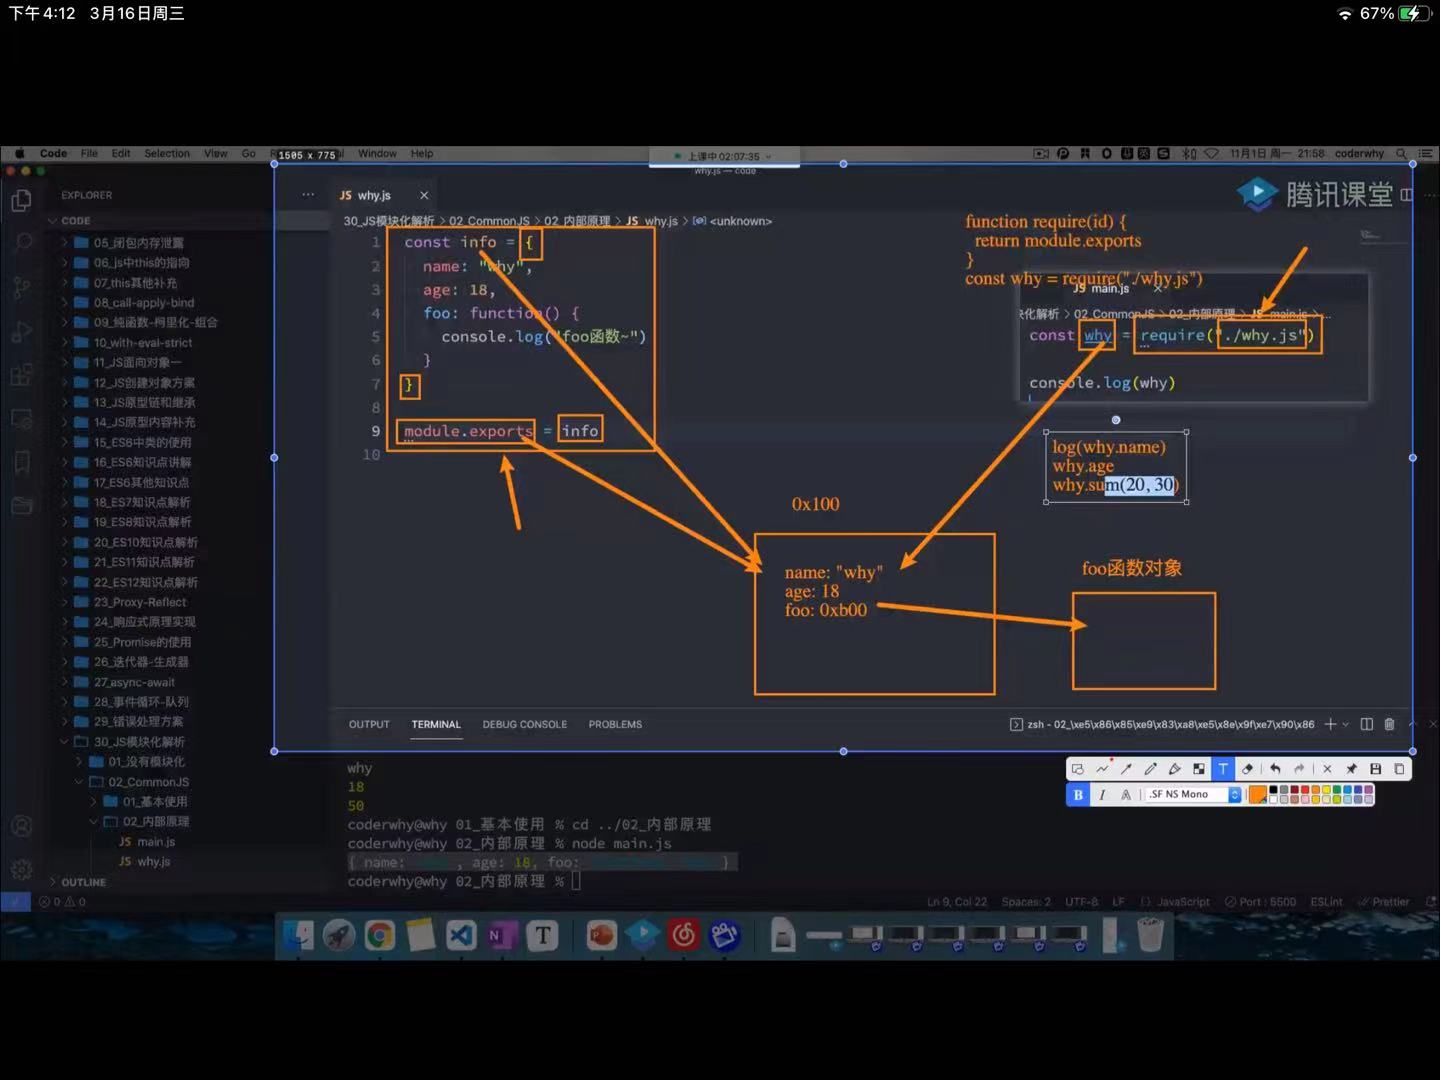 下午4:12 3月16日周三
67%
Code File Edit Selection View Go
Window Help
1505 x 775
上课中 02:07:35
11月1日 周一 21:58 coderwhy
why.js — code
腾讯课堂
EXPLORER
CODE
05_闭包内存泄露
06_js中this的指向
07_this其他补充
08_call-apply-bind
09_纯函数-柯里化-组合
10_with-eval-strict
11_JS面向对象一
12_JS创建对象方案
13_JS原型链和继承
14_JS原型内容补充
15_ES6中类的使用
16_ES6知识点讲解
17_ES6其他知识点
18_ES7知识点解析
19_ES8知识点解析
20_ES10知识点解析
21_ES11知识点解析
22_ES12知识点解析
23_Proxy-Reflect
24_响应式原理实现
25_Promise的使用
26_迭代器-生成器
27_async-await
28_事件循环-队列
29_错误处理方案
30_JS模块化解析
01_没有模块化
02_CommonJS
01_基本使用
02_内部原理
JS main.js
JS why.js
OUTLINE
0 0
JS why.js ×
30_JS模块化解析 > 02_CommonJS > 02_内部原理 > JS why.js > <unknown>
1 const info = {
2 name: "why",
3 age: 18,
4 foo: function() {
5 console.log("foo函数~")
6 }
7 }
8
9 module.exports = info
10
function require(id) {
return module.exports
}
const why = require("./why.js")
JS main.js ×
块化解析 > 02_CommonJS > 02_内部原理 > JS main.js > ...
const why = require("./why.js")
console.log(why)
log(why.name)
why.age
why.sum(20, 30)
0x100
name: "why"
age: 18
foo: 0xb00
foo函数对象
OUTPUT TERMINAL DEBUG CONSOLE PROBLEMS
zsh - 02_\xe5\x86\x85\xe9\x83\xa8\xe5\x8e\x9f\xe7\x90\x86
T
B I A .SF NS Mono
why
18
50
coderwhy@why 01_基本使用 % cd ../02_内部原理
coderwhy@why 02_内部原理 % node main.js
{ name: , age: 18, foo: }
coderwhy@why 02_内部原理 %
Ln 9, Col 22 Spaces: 2 UTF-8 LF {} JavaScript Port : 5500 ESLint Prettier
N T P